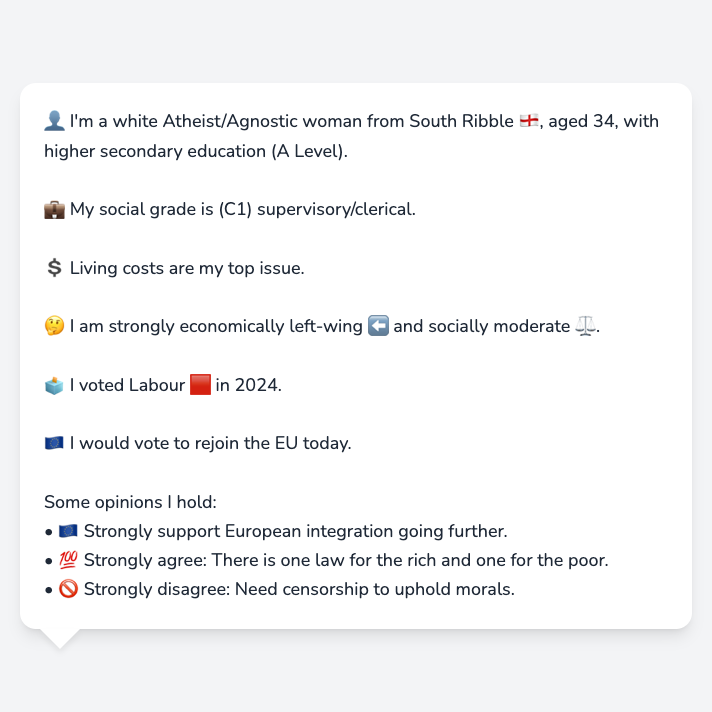 👤 I'm a white Atheist/Agnostic woman from South Ribble 🏴󠁧󠁢󠁥󠁮󠁧󠁿, aged 34, with
higher secondary education (A Level).
💼 My social grade is (C1) supervisory/clerical.
💲 Living costs are my top issue.
🤔 I am strongly economically left-wing ⬅️ and socially moderate ⚖️.
🗳️ I voted Labour 🟥 in 2024.
🇪🇺 I would vote to rejoin the EU today.
Some opinions I hold:
• 🇪🇺 Strongly support European integration going further.
• 💯 Strongly agree: There is one law for the rich and one for the poor.
• 🚫 Strongly disagree: Need censorship to uphold morals.